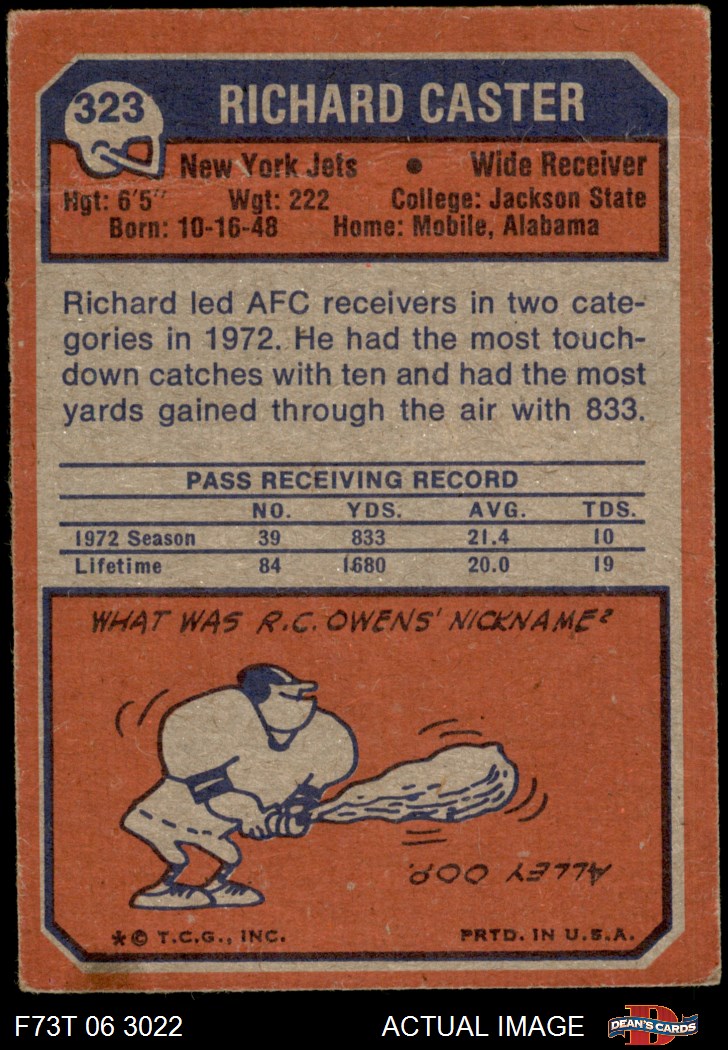 323
RICHARD CASTER
New York Jets • Wide Receiver
Hgt: 6'5" Wgt: 222 College: Jackson State
Born: 10-16-48 Home: Mobile, Alabama
Richard led AFC receivers in two cate-
gories in 1972. He had the most touch-
down catches with ten and had the most
yards gained through the air with 833.
PASS RECEIVING RECORD
NO. YDS. AVG. TDS.
1972 Season 39 833 21.4 10
Lifetime 84 1680 20.0 19
WHAT WAS R.C. OWENS' NICKNAME?
ALLEY OOP.
* © T.C.G., INC. PRTD. IN U.S.A.
F73T 06 3022 ACTUAL IMAGE D DEAN'S CARDS